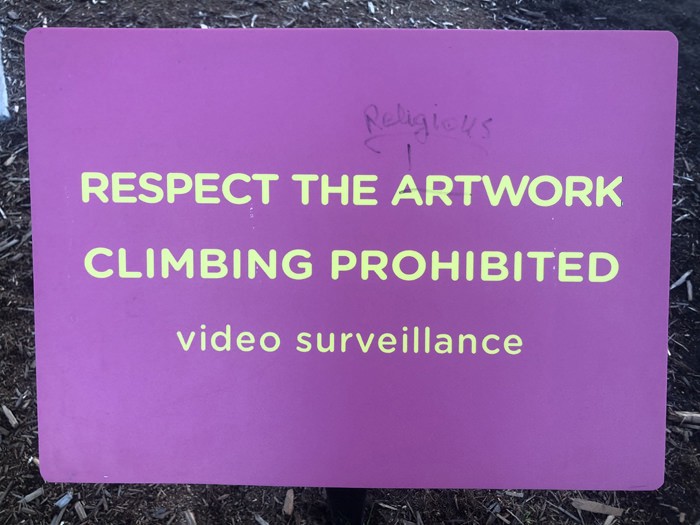 Religious
RESPECT THE ARTWORK
CLIMBING PROHIBITED
video surveillance